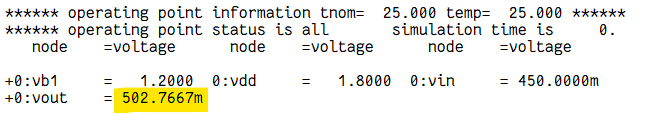 ****** operating point information tnom=  25.000 temp=  25.000 ******
****** operating point status is all      simulation time is     0.
    node    =voltage      node    =voltage      node    =voltage
+0:vb1    =   1.2000  0:vdd    =   1.8000  0:vin    = 450.0000m
+0:vout   = 502.7667m